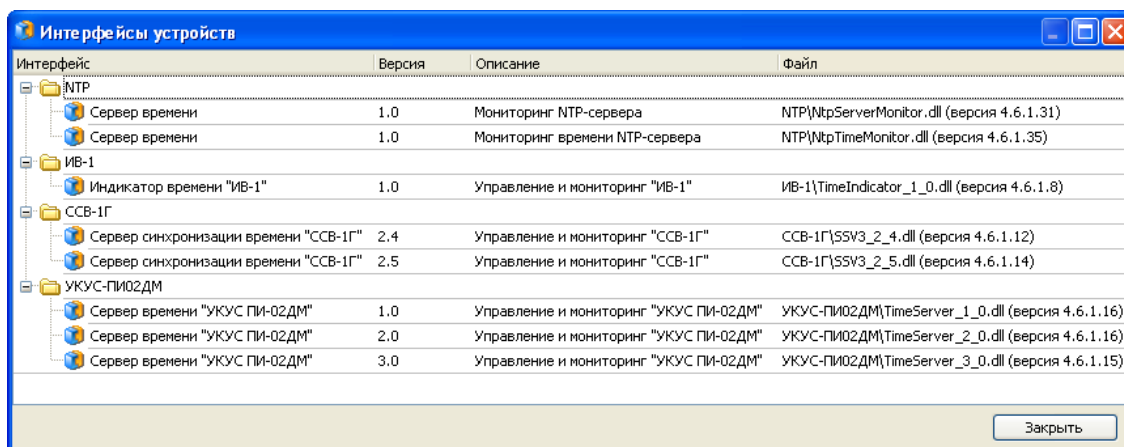 Интерфейсы устройств
Интерфейс Версия Описание Файл
NTP
Сервер времени 1.0 Мониторинг NTP-сервера NTP\NtpServerMonitor.dll (версия 4.6.1.31)
Сервер времени 1.0 Мониторинг времени NTP-сервера NTP\NtpTimeMonitor.dll (версия 4.6.1.35)
ИВ-1
Индикатор времени "ИВ-1" 1.0 Управление и мониторинг "ИВ-1" ИВ-1\TimeIndicator_1_0.dll (версия 4.6.1.8)
ССВ-1Г
Сервер синхронизации времени "ССВ-1Г" 2.4 Управление и мониторинг "ССВ-1Г" ССВ-1Г\SSV3_2_4.dll (версия 4.6.1.12)
Сервер синхронизации времени "ССВ-1Г" 2.5 Управление и мониторинг "ССВ-1Г" ССВ-1Г\SSV3_2_5.dll (версия 4.6.1.14)
УКУС-ПИ02ДМ
Сервер времени "УКУС ПИ-02ДМ" 1.0 Управление и мониторинг "УКУС ПИ-02ДМ" УКУС-ПИ02ДМ\TimeServer_1_0.dll (версия 4.6.1.16)
Сервер времени "УКУС ПИ-02ДМ" 2.0 Управление и мониторинг "УКУС ПИ-02ДМ" УКУС-ПИ02ДМ\TimeServer_2_0.dll (версия 4.6.1.16)
Сервер времени "УКУС ПИ-02ДМ" 3.0 Управление и мониторинг "УКУС ПИ-02ДМ" УКУС-ПИ02ДМ\TimeServer_3_0.dll (версия 4.6.1.15)
Закрыть